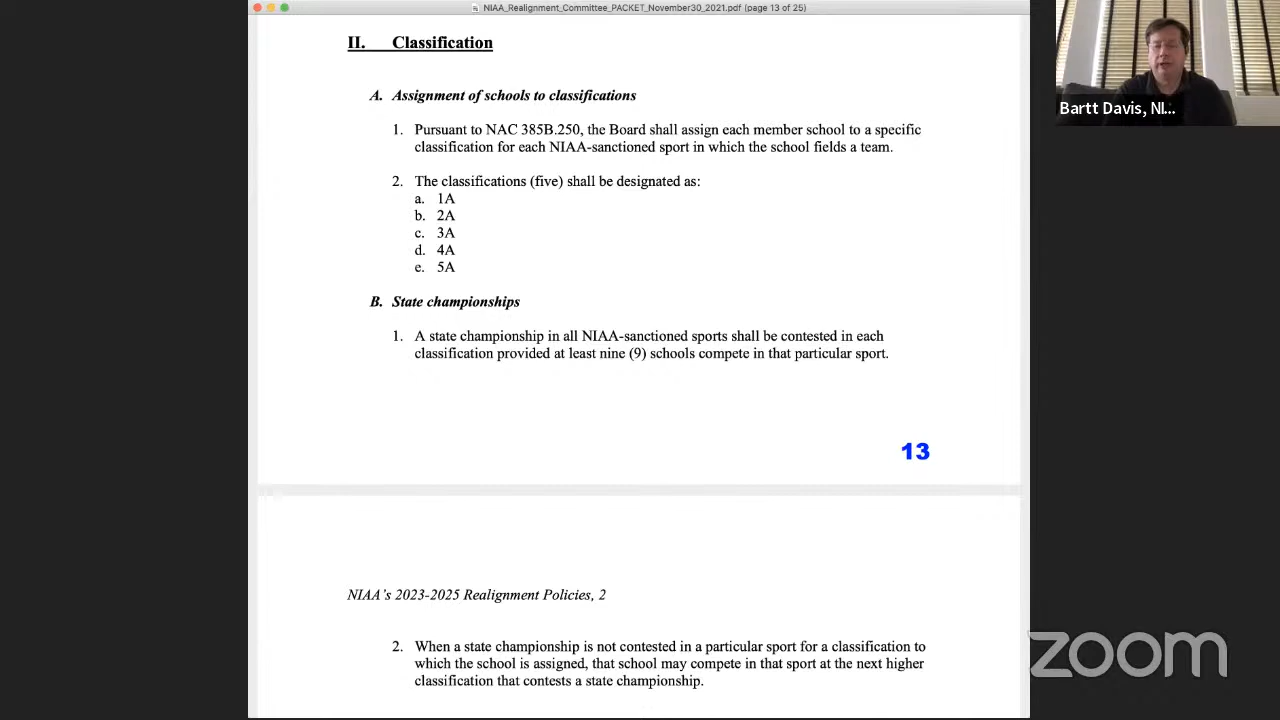 NIAA_Realignment_Committee_PACKET_November30_2021.pdf (page 13 of 25)
II. Classification
A. Assignment of schools to classifications
1. Pursuant to NAC 385B.250, the Board shall assign each member school to a specific
classification for each NIAA-sanctioned sport in which the school fields a team.
2. The classifications (five) shall be designated as:
a. 1A
b. 2A
c. 3A
d. 4A
e. 5A
B. State championships
1. A state championship in all NIAA-sanctioned sports shall be contested in each
classification provided at least nine (9) schools compete in that particular sport.
13
NIAA's 2023-2025 Realignment Policies, 2
2. When a state championship is not contested in a particular sport for a classification to
which the school is assigned, that school may compete in that sport at the next higher
classification that contests a state championship.
Bartt Davis, NI...
zoom